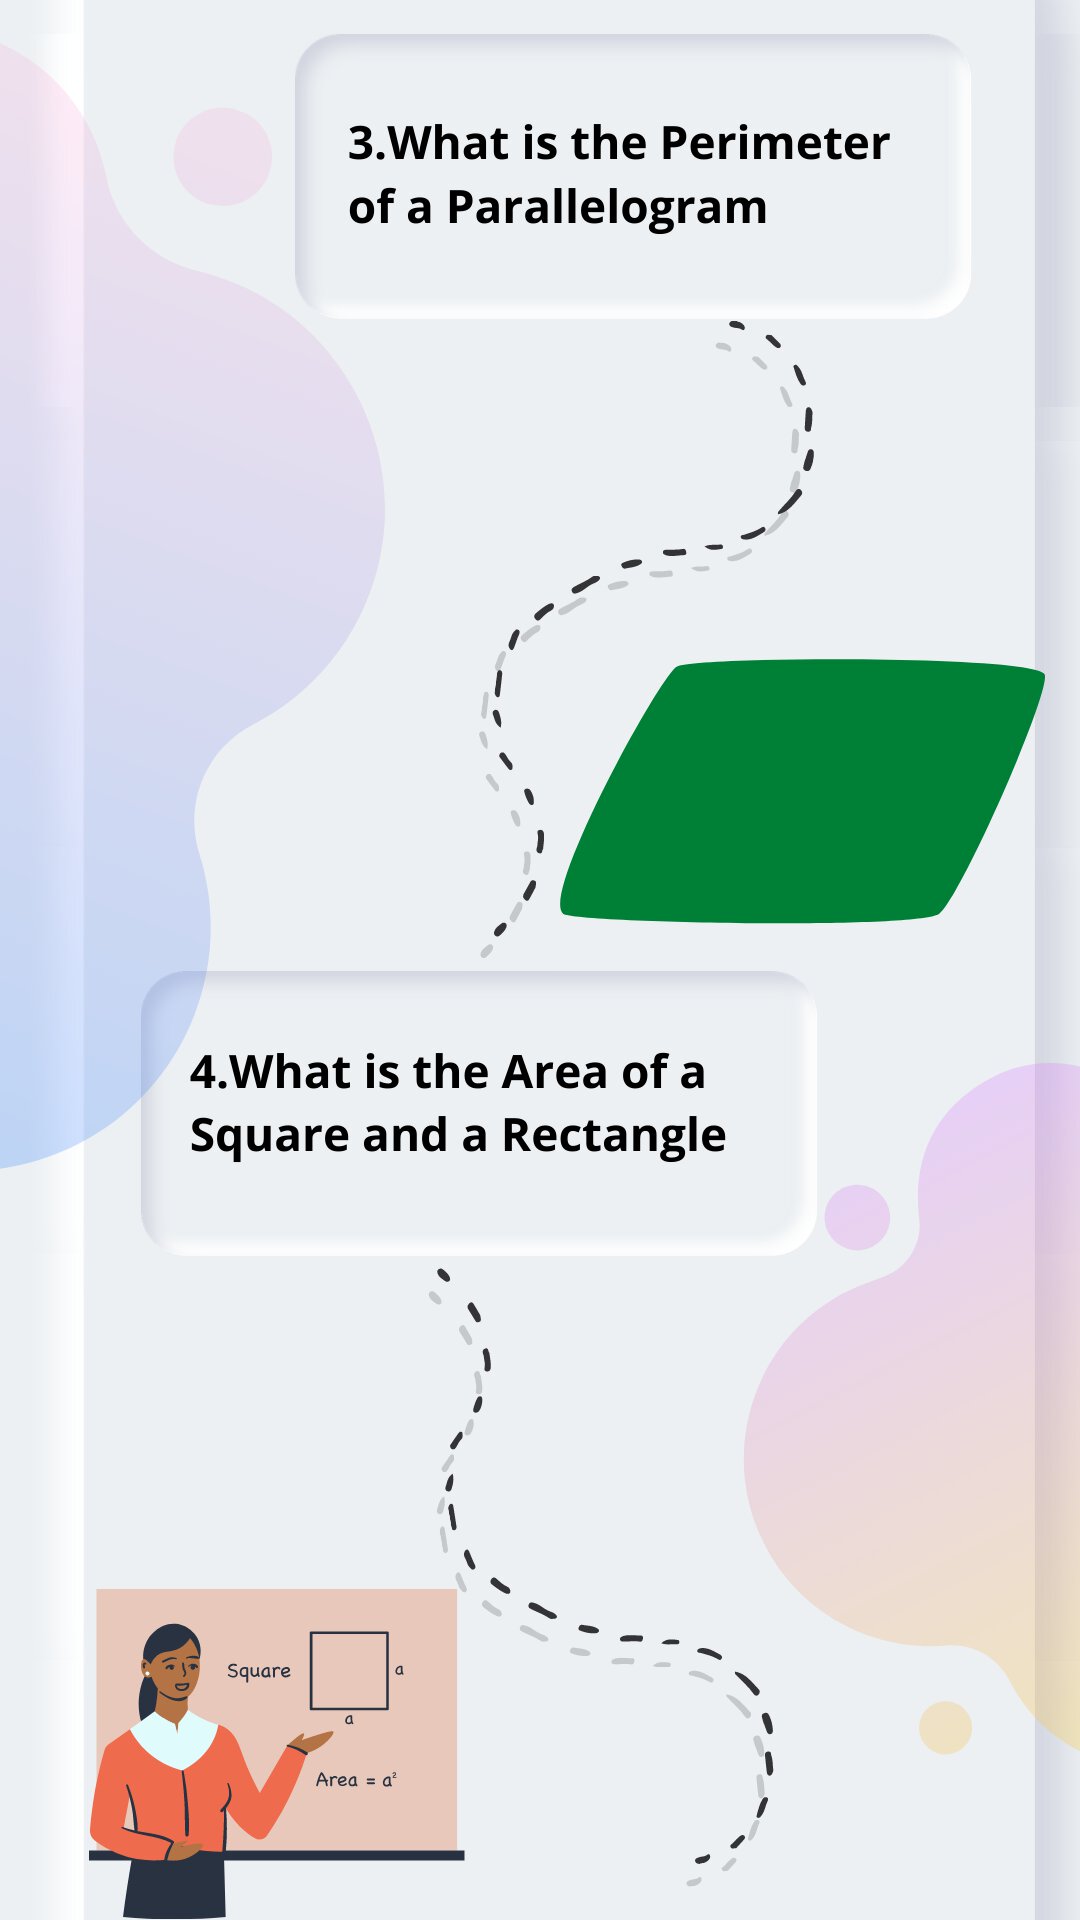 3.What is the Perimeter
of a Parallelogram
4.What is the Area of a
Square and a Rectangle
Square
a
a
Area = a²